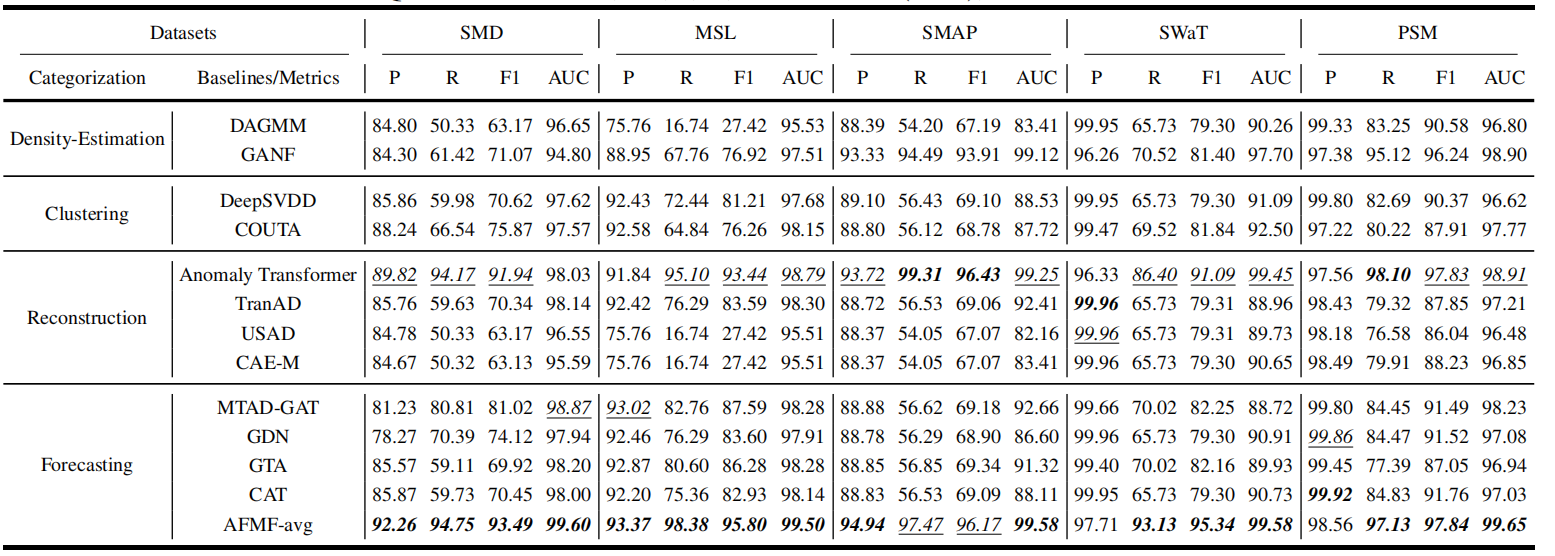 Datasets SMD MSL SMAP SWaT PSM
Categorization Baselines/Metrics P R F1 AUC P R F1 AUC P R F1 AUC P R F1 AUC P R F1 AUC
Density-Estimation
DAGMM 84.80 50.33 63.17 96.65 75.76 16.74 27.42 95.53 88.39 54.20 67.19 83.41 99.95 65.73 79.30 90.26 99.33 83.25 90.58 96.80
GANF 84.30 61.42 71.07 94.80 88.95 67.76 76.92 97.51 93.33 94.49 93.91 99.12 96.26 70.52 81.40 97.70 97.38 95.12 96.24 98.90
Clustering
DeepSVDD 85.86 59.98 70.62 97.62 92.43 72.44 81.21 97.68 89.10 56.43 69.10 88.53 99.95 65.73 79.30 91.09 99.80 82.69 90.37 96.62
COUTA 88.24 66.54 75.87 97.57 92.58 64.84 76.26 98.15 88.80 56.12 68.78 87.72 99.47 69.52 81.84 92.50 97.22 80.22 87.91 97.77
Reconstruction
Anomaly Transformer 89.82 94.17 91.94 98.03 91.84 95.10 93.44 98.79 93.72 99.31 96.43 99.25 96.33 86.40 91.09 99.45 97.56 98.10 97.83 98.91
TranAD 85.76 59.63 70.34 98.14 92.42 76.29 83.59 98.30 88.72 56.53 69.06 92.41 99.96 65.73 79.31 88.96 98.43 79.32 87.85 97.21
USAD 84.78 50.33 63.17 96.55 75.76 16.74 27.42 95.51 88.37 54.05 67.07 82.16 99.96 65.73 79.31 89.73 98.18 76.58 86.04 96.48
CAE-M 84.67 50.32 63.13 95.59 75.76 16.74 27.42 95.51 88.37 54.05 67.07 83.41 99.96 65.73 79.30 90.65 98.49 79.91 88.23 96.85
Forecasting
MTAD-GAT 81.23 80.81 81.02 98.87 93.02 82.76 87.59 98.28 88.88 56.62 69.18 92.66 99.66 70.02 82.25 88.72 99.80 84.45 91.49 98.23
GDN 78.27 70.39 74.12 97.94 92.46 76.29 83.60 97.91 88.78 56.29 68.90 86.60 99.96 65.73 79.30 90.91 99.86 84.47 91.52 97.08
GTA 85.57 59.11 69.92 98.20 92.87 80.60 86.28 98.28 88.85 56.85 69.34 91.32 99.40 70.02 82.16 89.93 99.45 77.39 87.05 96.94
CAT 85.87 59.73 70.45 98.00 92.20 75.36 82.93 98.14 88.83 56.53 69.09 88.11 99.95 65.73 79.30 90.73 99.92 84.83 91.76 97.03
AFMF-avg 92.26 94.75 93.49 99.60 93.37 98.38 95.80 99.50 94.94 97.47 96.17 99.58 97.71 93.13 95.34 99.58 98.56 97.13 97.84 99.65